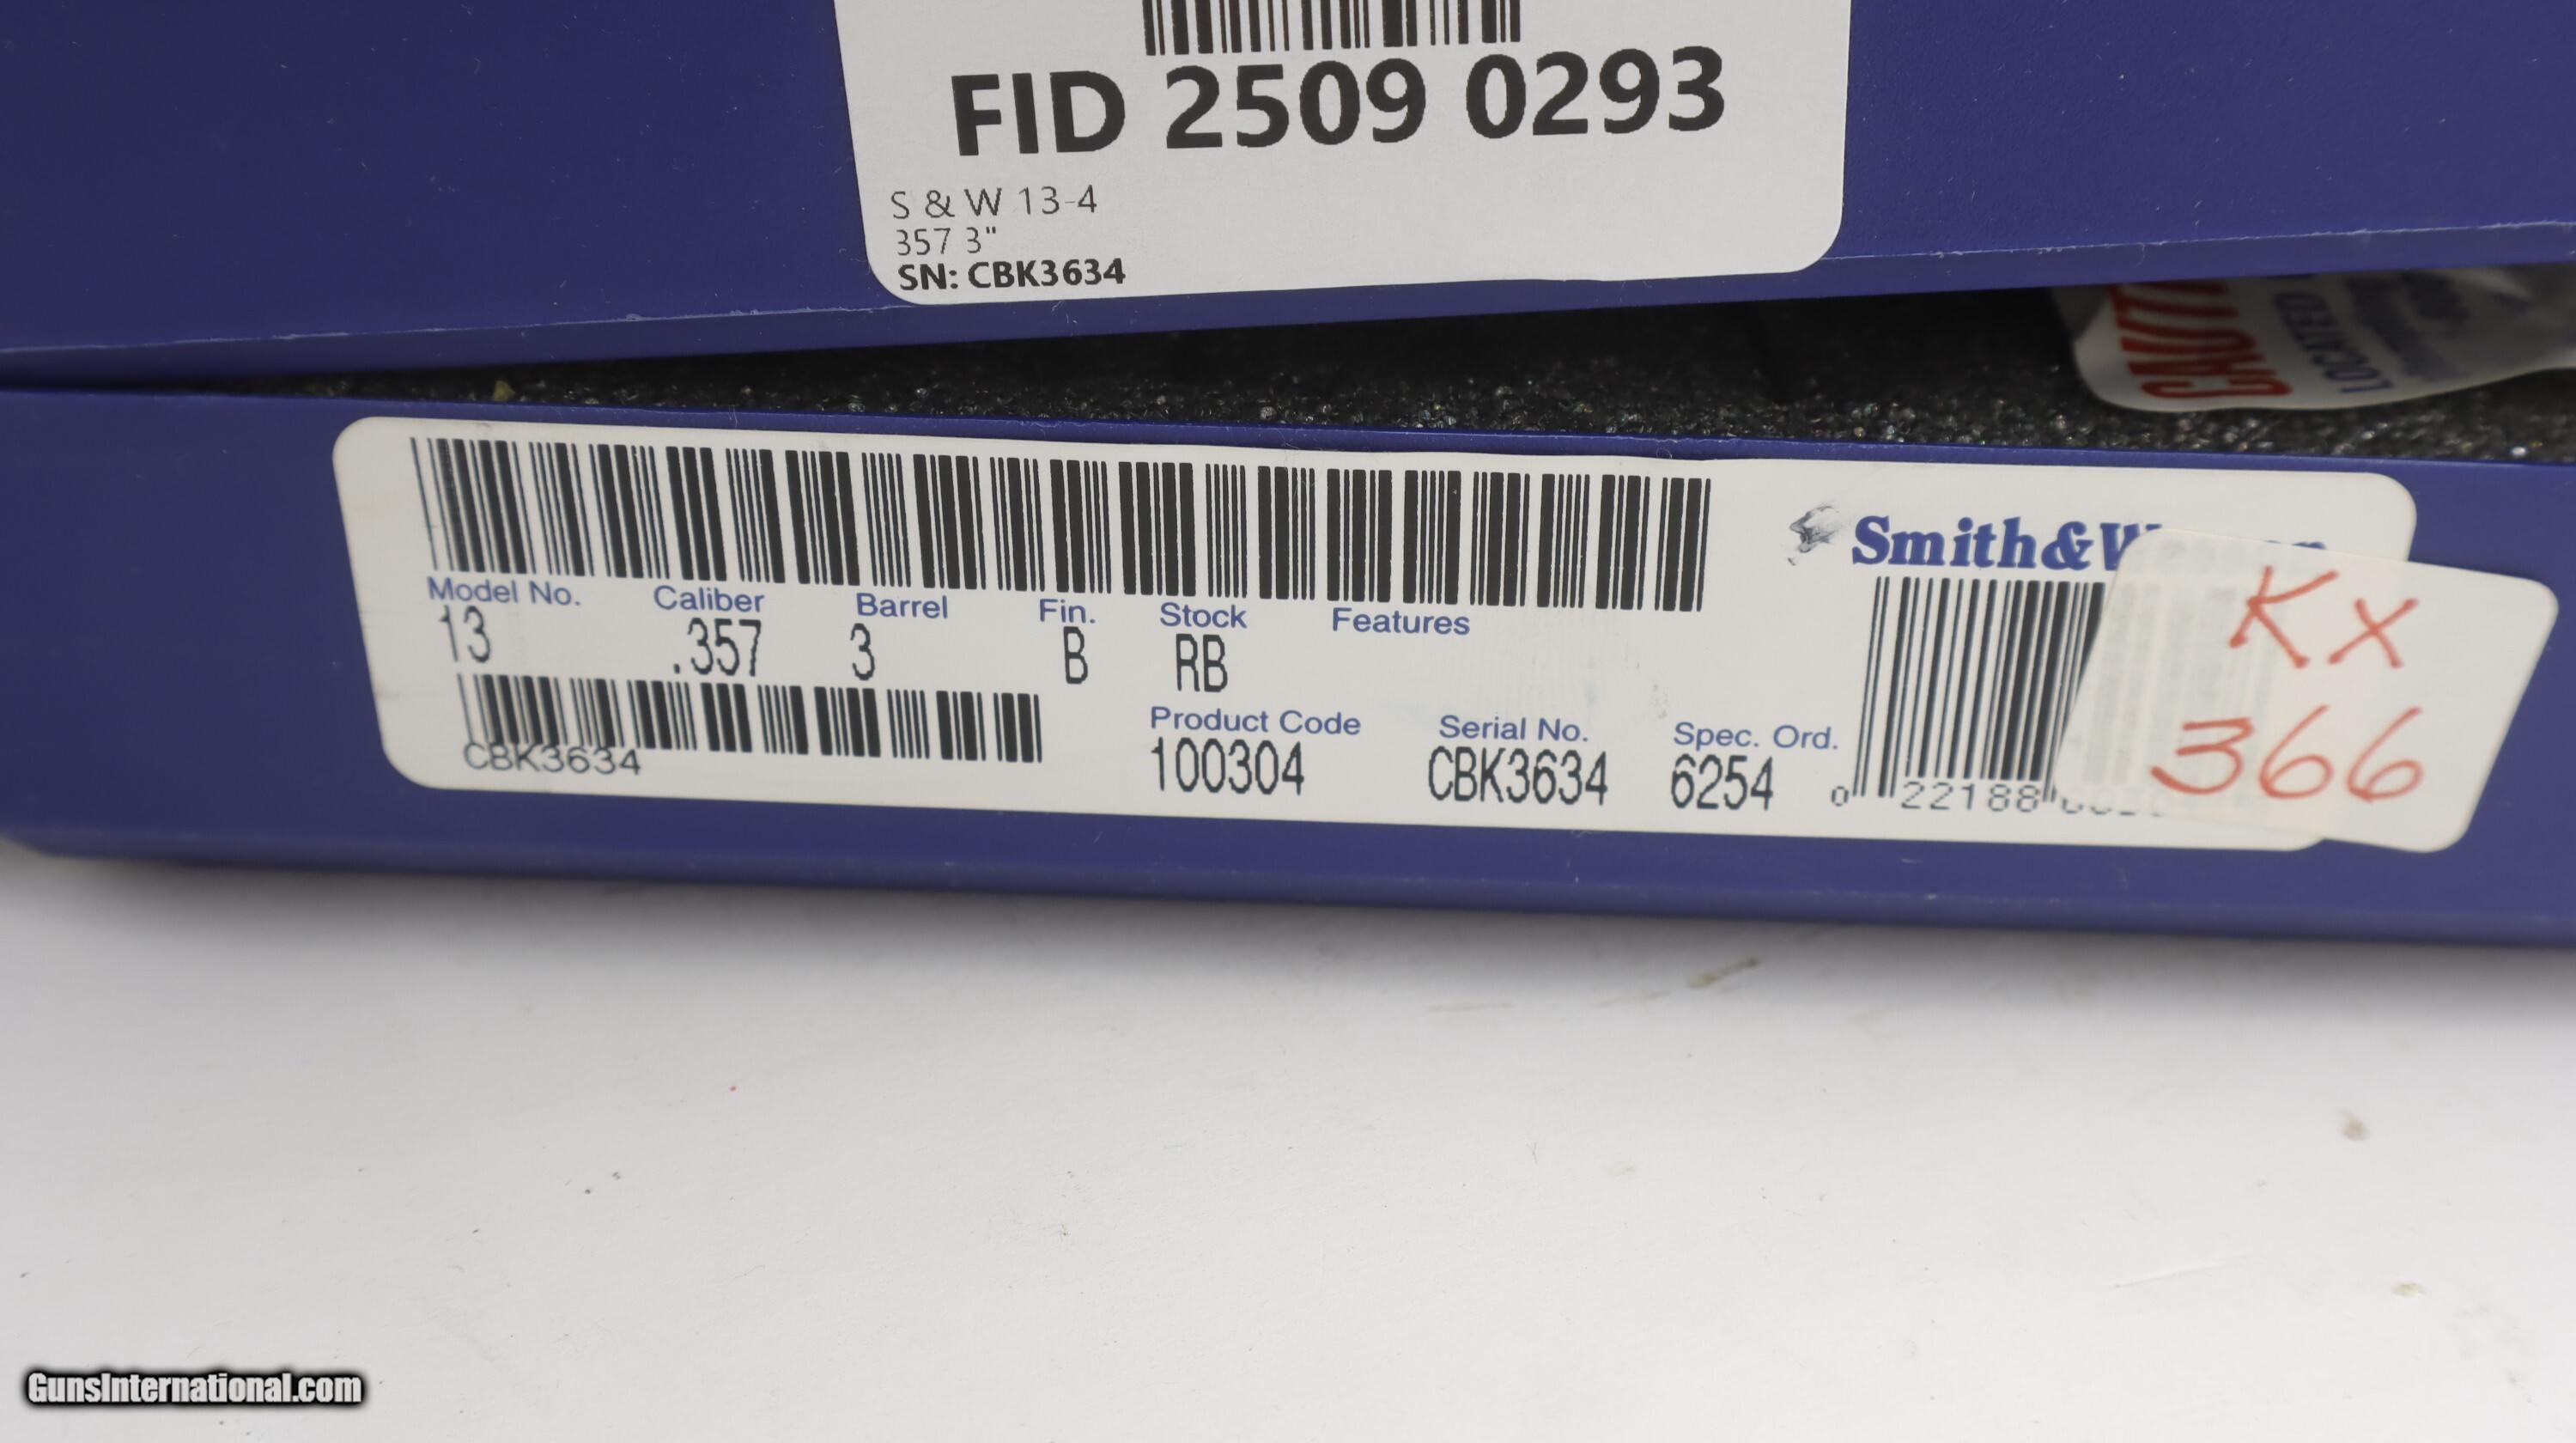 FID 2509 0293
S & W 13-4
357 3"
SN: CBK3634
LOCATED
Smith&W
Model No. Caliber Barrel Fin. Stock Features
13 .357 3 B RB
CBK3634
Product Code Serial No. Spec. Ord.
100304 CBK3634 6254
0 22188
KX
366
GunsInternational.com